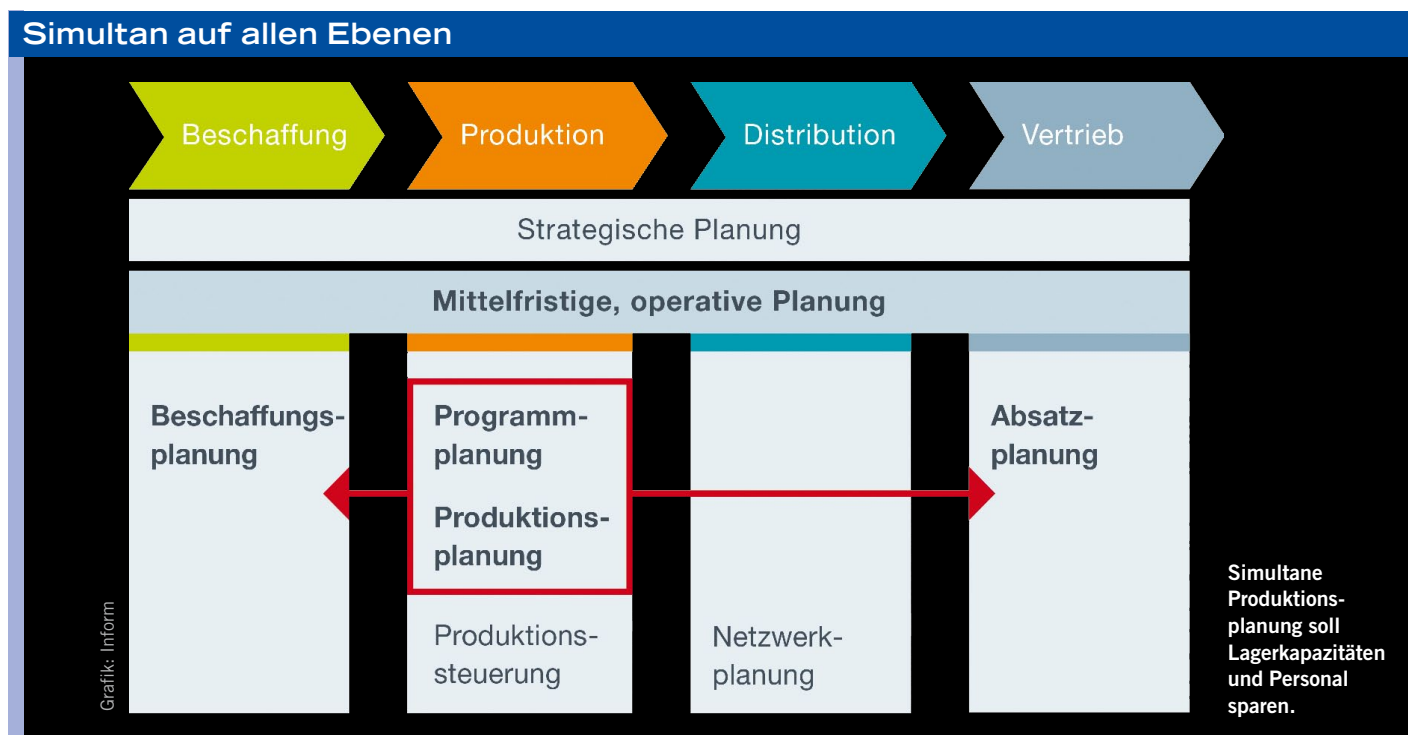 Simultan auf allen Ebenen
Beschaffung
Produktion
Distribution
Vertrieb
Strategische Planung
Mittelfristige, operative Planung
Beschaffungs-
planung
Programm-
planung
Produktions-
planung
Produktions-
steuerung
Netzwerk-
planung
Absatz-
planung
Simultane
Produktions-
planung soll
Lagerkapazitäten
und Personal
sparen.
Grafik: Inform